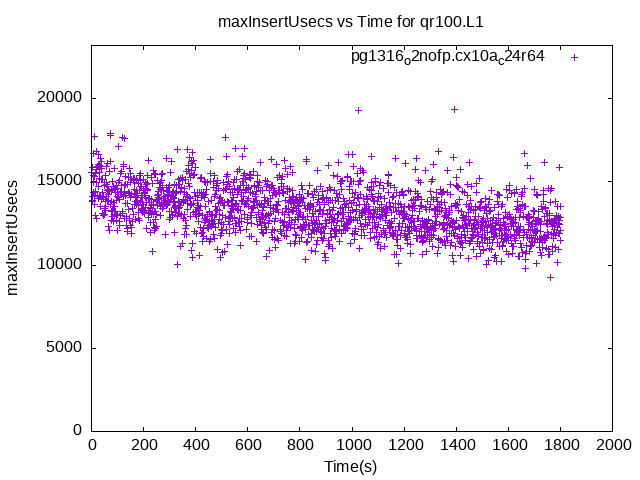 maxInsertUsecs vs Time for qr100.L1
pg1316o2nofp.cx10ac24r64
20000
15000
10000
5000
0
maxInsertUsecs
0 200 400 600 800 1000 1200 1400 1600 1800 2000
Time(s)